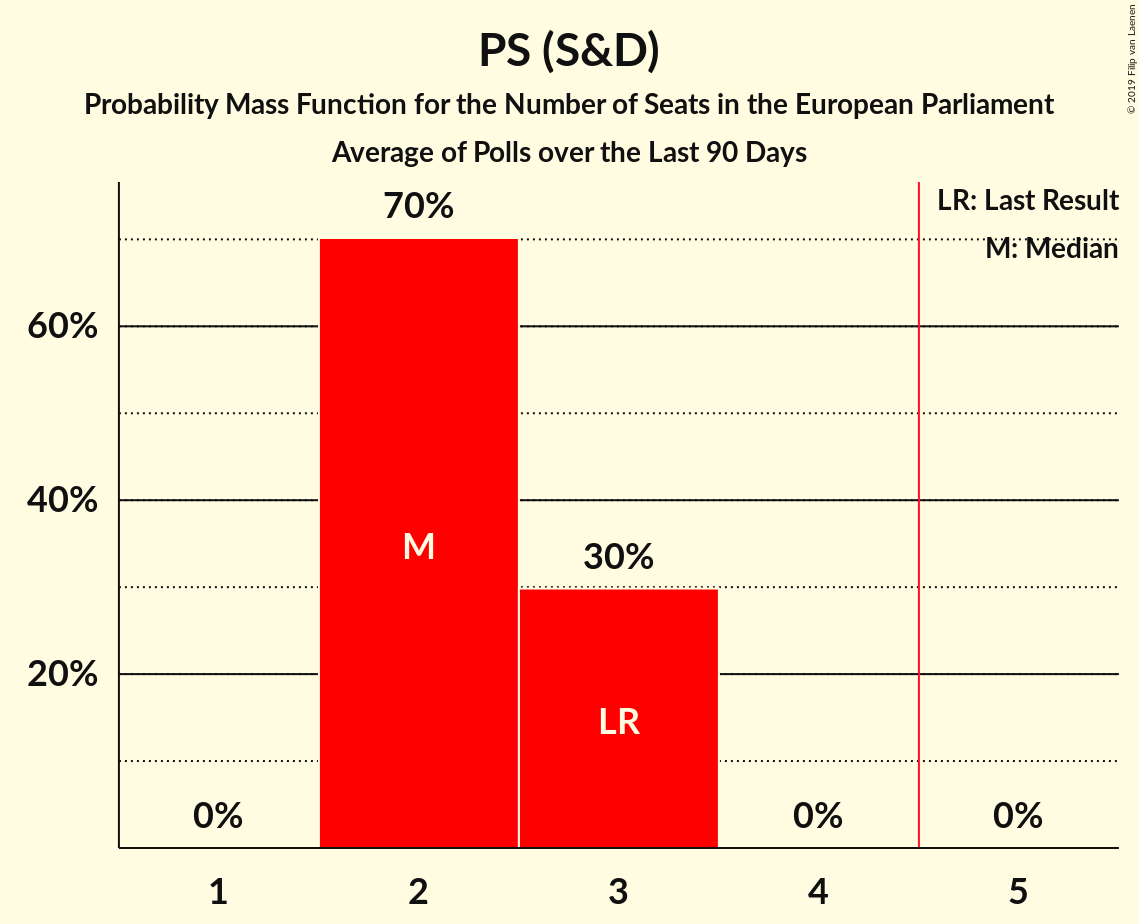 PS (S&D)
Probability Mass Function for the Number of Seats in the European Parliament
Average of Polls over the Last 90 Days
© 2019 Filip van Laenen
LR: Last Result
M: Median
70%
60%
40%
M
30%
20%
LR
0%
0%
0%
1
2
3
4
5